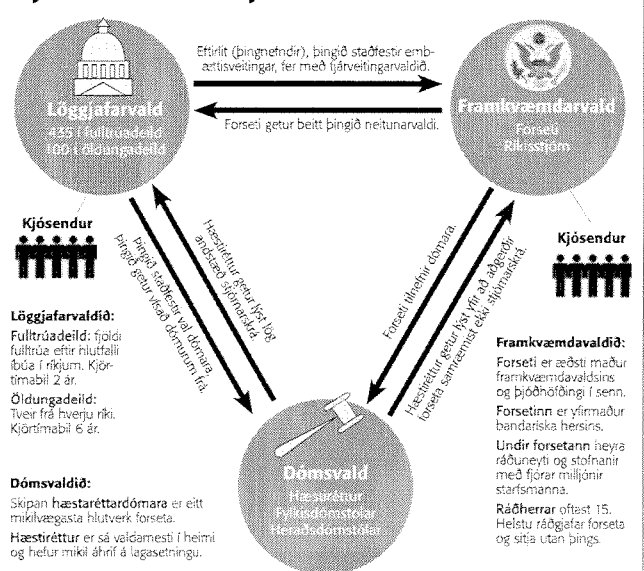 Eftirlit (þingnefndir), þingið staðfestir emb-
ættisveitingar, fer með fjárveitingarvaldið.
Löggjafarvald
435 í fulltrúadeild
100 í öldungadeild
Framkvæmdarvald
Forseti
Ríkisstjórn
Forseti getur beitt þingið neitunarvaldi.
Kjósendur
Kjósendur
Þingið staðfestir val dómara,
þingið getur vísað dómurum frá.
Hæstiréttur getur lýst lög
andstæð stjórnarskrá.
Forseti tilnefnir dómara.
Hæstiréttur getur lýst yfir að aðgerðir
forseta samræmist ekki stjórnarskrá.
Löggjafarvaldið:
Fulltrúadeild: fjöldi
fulltrúa eftir hlutfalli
íbúa í ríkjum. Kjör-
tímabil 2 ár.
Öldungadeild:
Tveir frá hverju ríki.
Kjörtímabil 6 ár.
Dómsvald
Hæstiréttur
Fylkisdómstólar
Héraðsdómstólar
Dómsvaldið:
Skipan hæstaréttardómara er eitt
mikilvægasta hlutverk forseta.
Hæstiréttur er sá valdamesti í heimi
og hefur mikil áhrif á lagasetningu.
Framkvæmdavaldið:
Forseti er æðsti maður
framkvæmdavaldsins
og þjóðhöfðingi í senn.
Forsetinn er yfirmaður
bandaríska hersins.
Undir forsetann heyra
ráðuneyti og stofnanir
með fjórar milljónir
starfsmanna.
Ráðherrar oftast 15.
Helstu ráðgjafar forseta
og sitja utan þings.